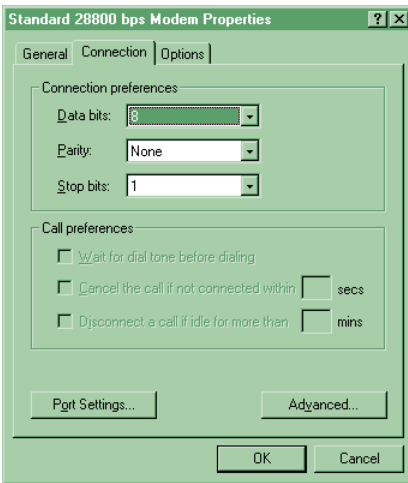 Standard 28800 bps Modem Properties ? X
General Connection Options
Connection preferences
Data bits: 8
Parity: None
Stop bits: 1
Call preferences
Wait for dial tone before dialing
Cancel the call if not connected within secs
Disconnect a call if idle for more than mins
Port Settings... Advanced...
OK Cancel